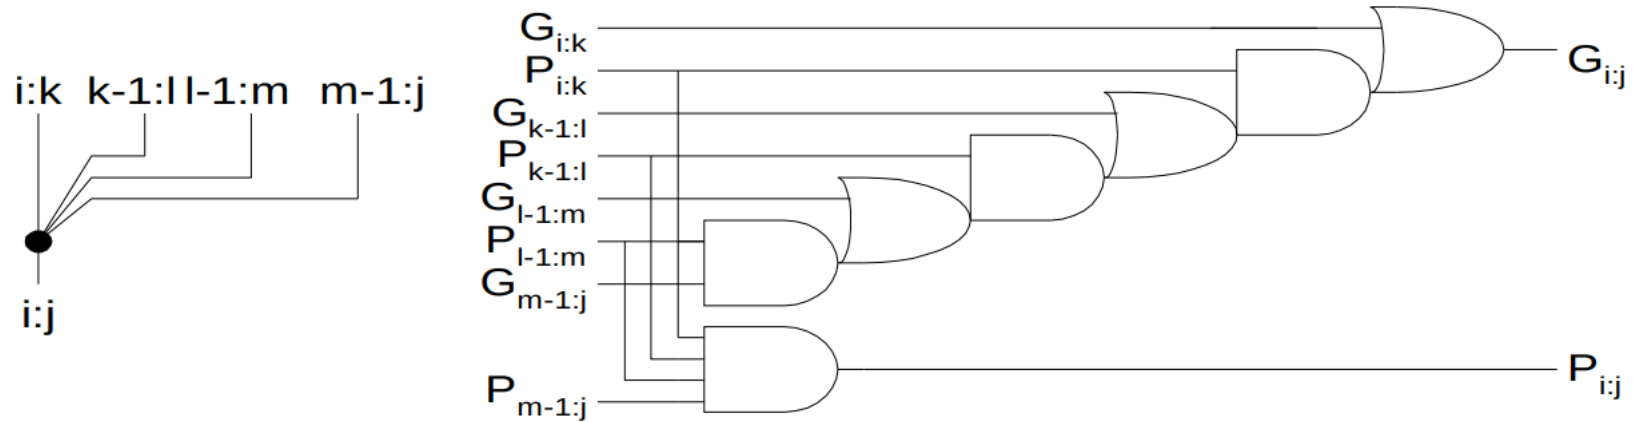 i:k k-1:l l-1:m m-1:j
i:j
G i:k
P i:k
G k-1:l
P k-1:l
G l-1:m
P l-1:m
G m-1:j
P m-1:j
G i:j
P i:j